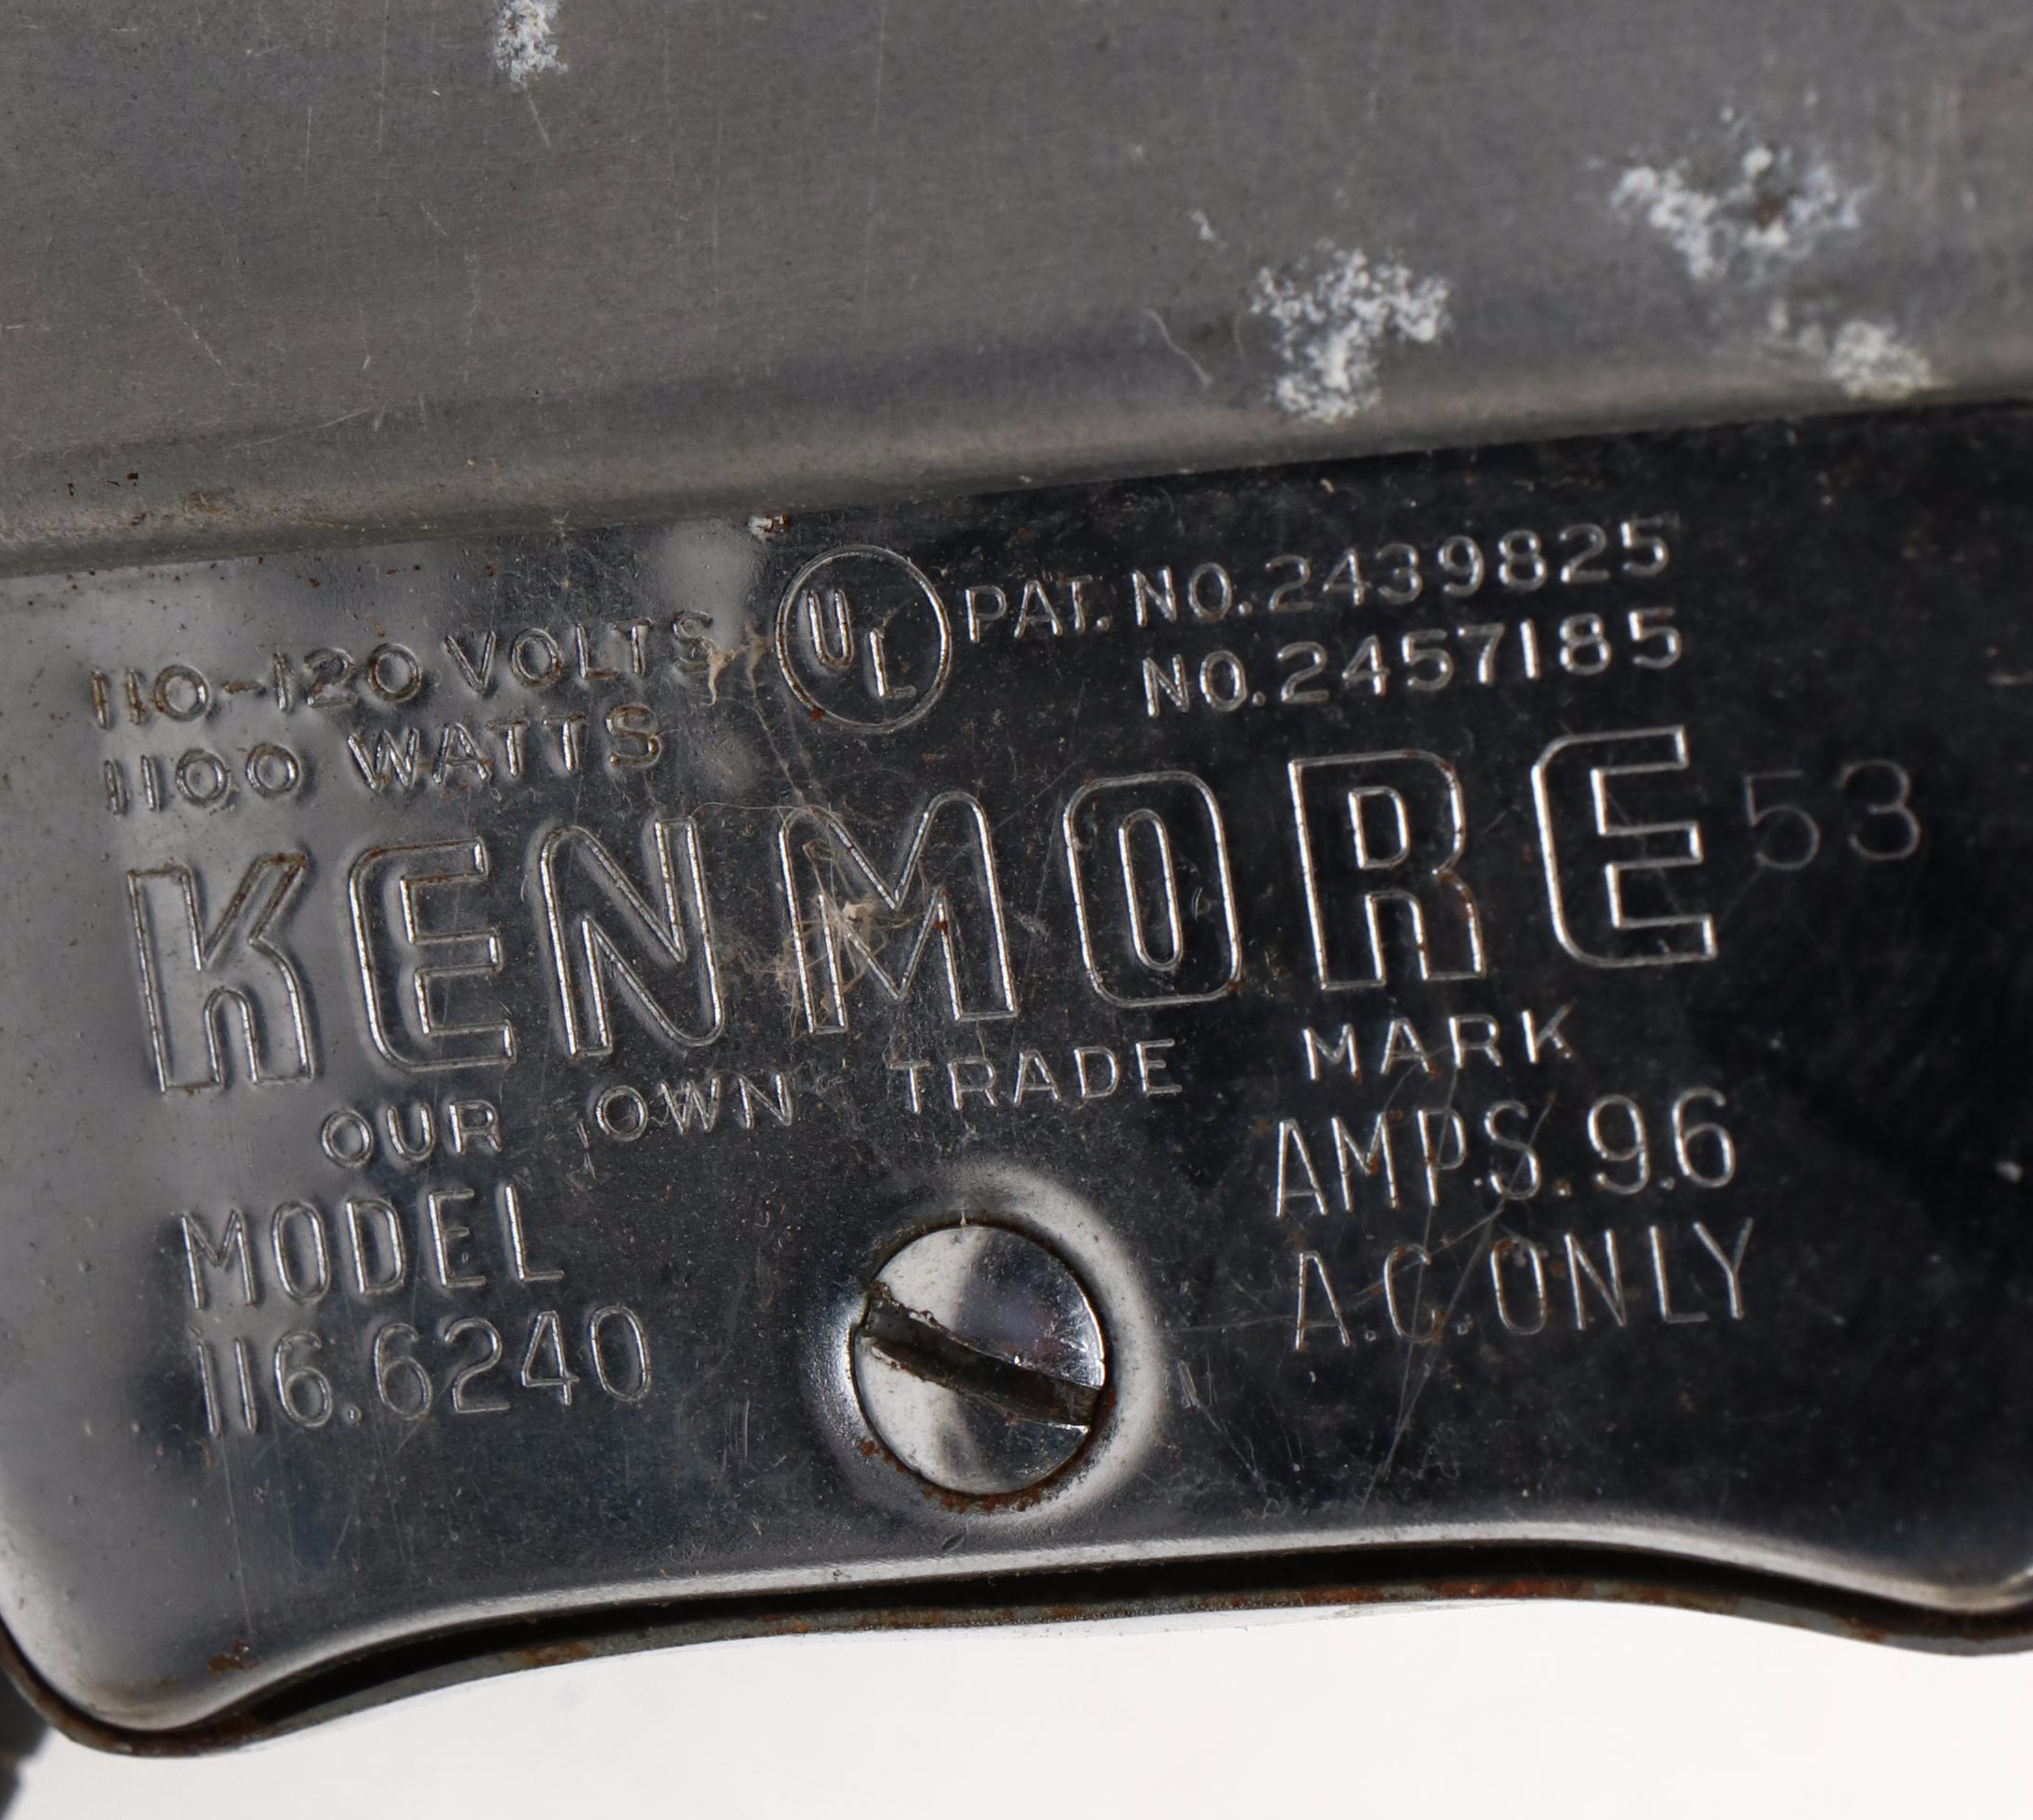 110-120 VOLTS
1100 WATTS
UL
PAT. NO. 2439825
NO. 2457185
KENMORE 53
OUR OWN TRADE MARK
MODEL
116.6240
AMPS. 9.6
A.C. ONLY